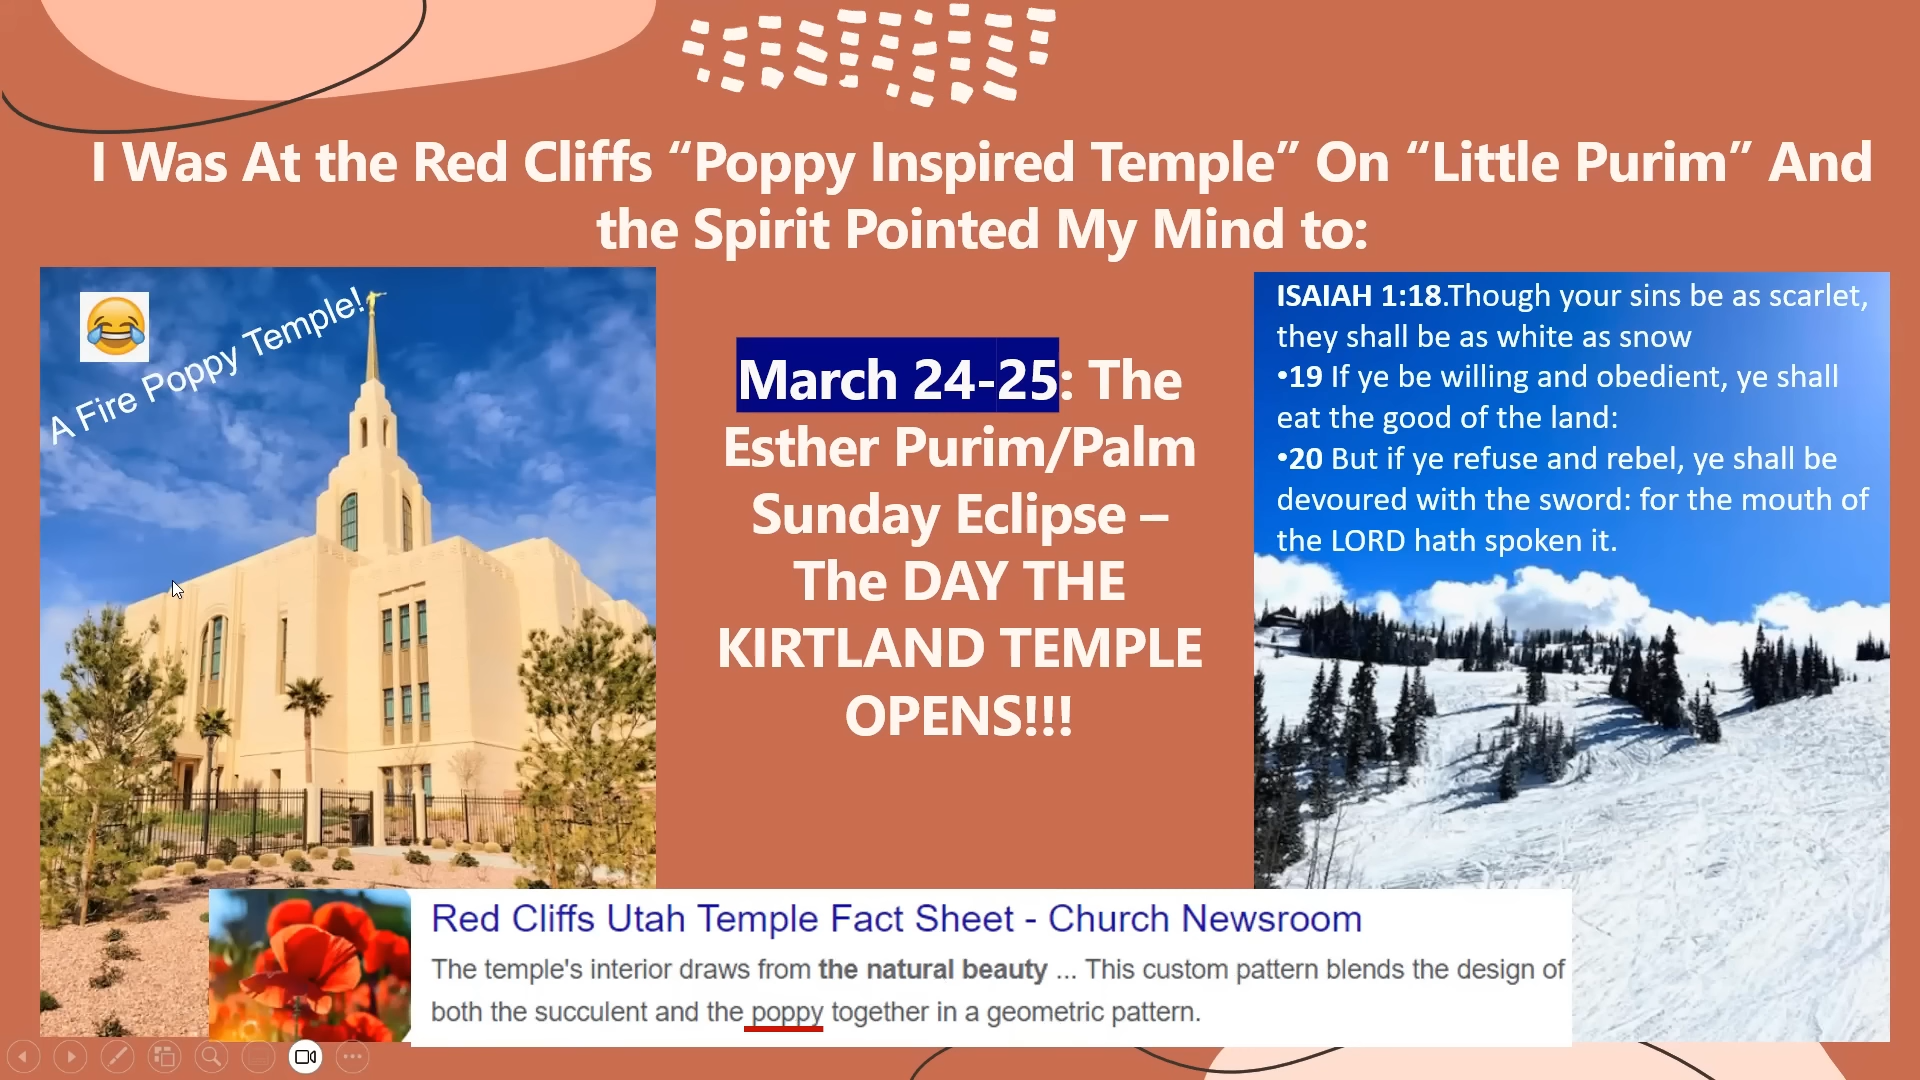 I Was At the Red Cliffs “Poppy Inspired Temple” On “Little Purim” And
the Spirit Pointed My Mind to:
A Fire Poppy Temple!
March 24-25: The
Esther Purim/Palm
Sunday Eclipse –
The DAY THE
KIRTLAND TEMPLE
OPENS!!!
ISAIAH 1:18.Though your sins be as scarlet,
they shall be as white as snow
•19 If ye be willing and obedient, ye shall
eat the good of the land:
•20 But if ye refuse and rebel, ye shall be
devoured with the sword: for the mouth of
the LORD hath spoken it.
Red Cliffs Utah Temple Fact Sheet - Church Newsroom
The temple's interior draws from the natural beauty ... This custom pattern blends the design of
both the succulent and the poppy together in a geometric pattern.